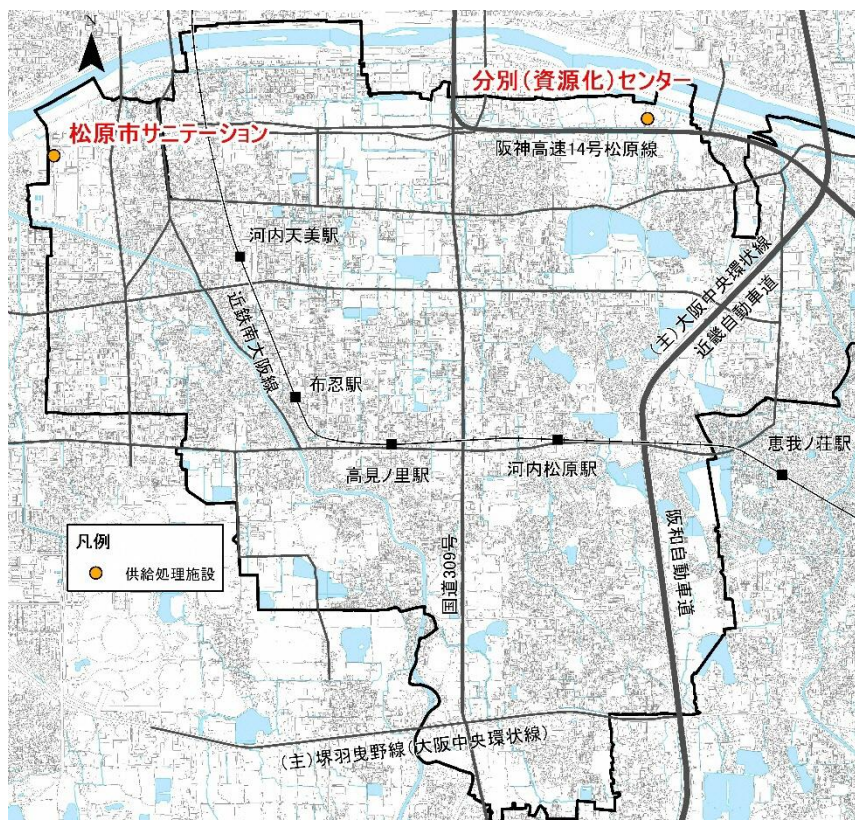 N
分別(資源化)センター
松原市サニテーション
阪神高速14号松原線
河内天美駅
(主)大阪中央環状線
近畿自動車道
近鉄南大阪線
布忍駅
高見ノ里駅
河内松原駅
恵我ノ荘駅
凡例
供給処理施設
国道309号
阪和自動車道
(主)堺羽曳野線(大阪中央環状線)